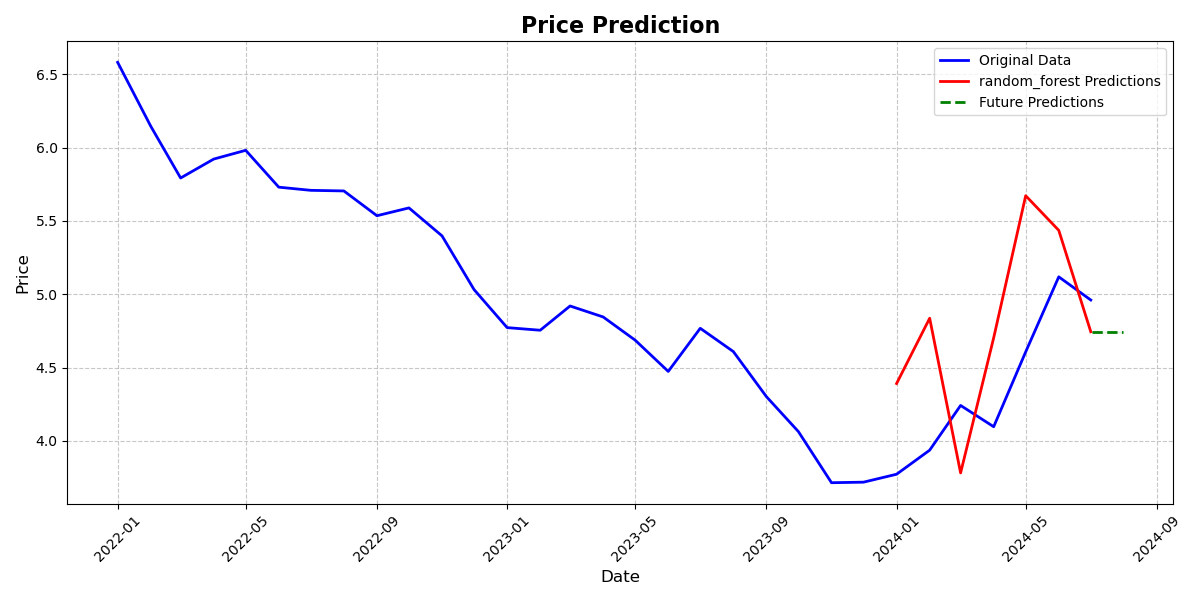 Price Prediction
Original Data
random_forest Predictions
Future Predictions
Price
6.5
6.0
5.5
5.0
4.5
4.0
2022-01
2022-05
2022-09
2023-01
2023-05
2023-09
2024-01
2024-05
2024-09
Date